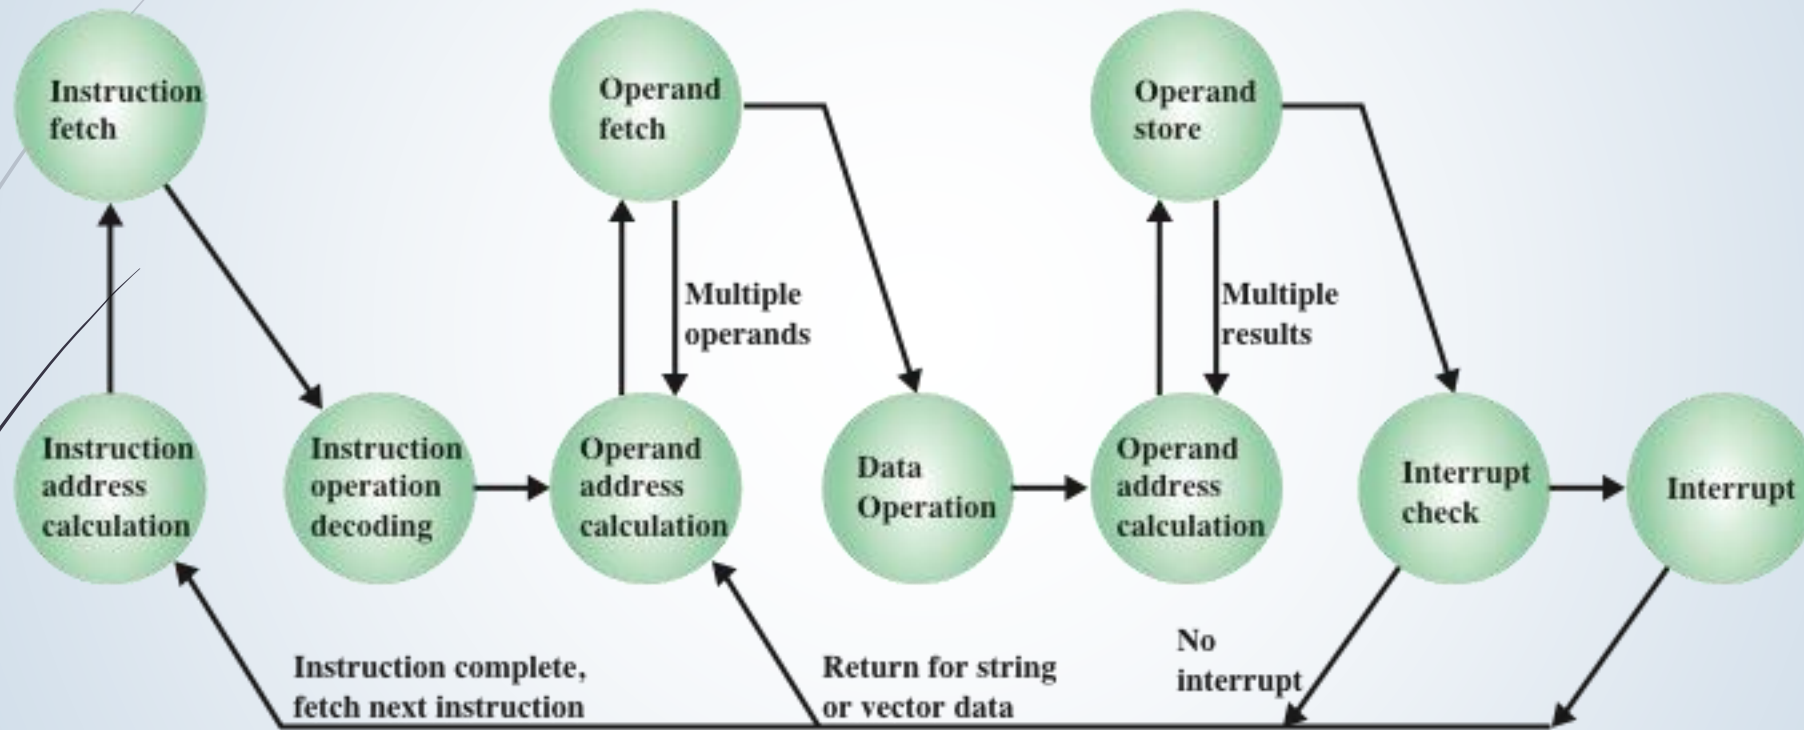 Instruction
fetch
Operand
fetch
Operand
store
Multiple
operands
Multiple
results
Instruction
address
calculation
Instruction
operation
decoding
Operand
address
calculation
Data
Operation
Operand
address
calculation
Interrupt
check
Interrupt
Instruction complete,
fetch next instruction
Return for string
or vector data
No
interrupt